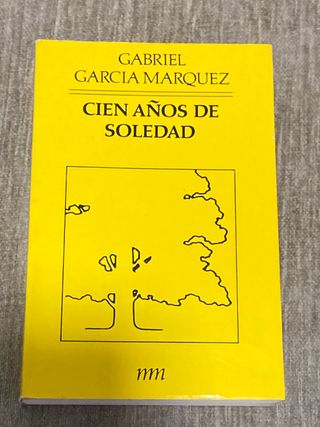 GABRIEL
GARCIA MARQUEZ
CIEN AÑOS DE
SOLEDAD
mm